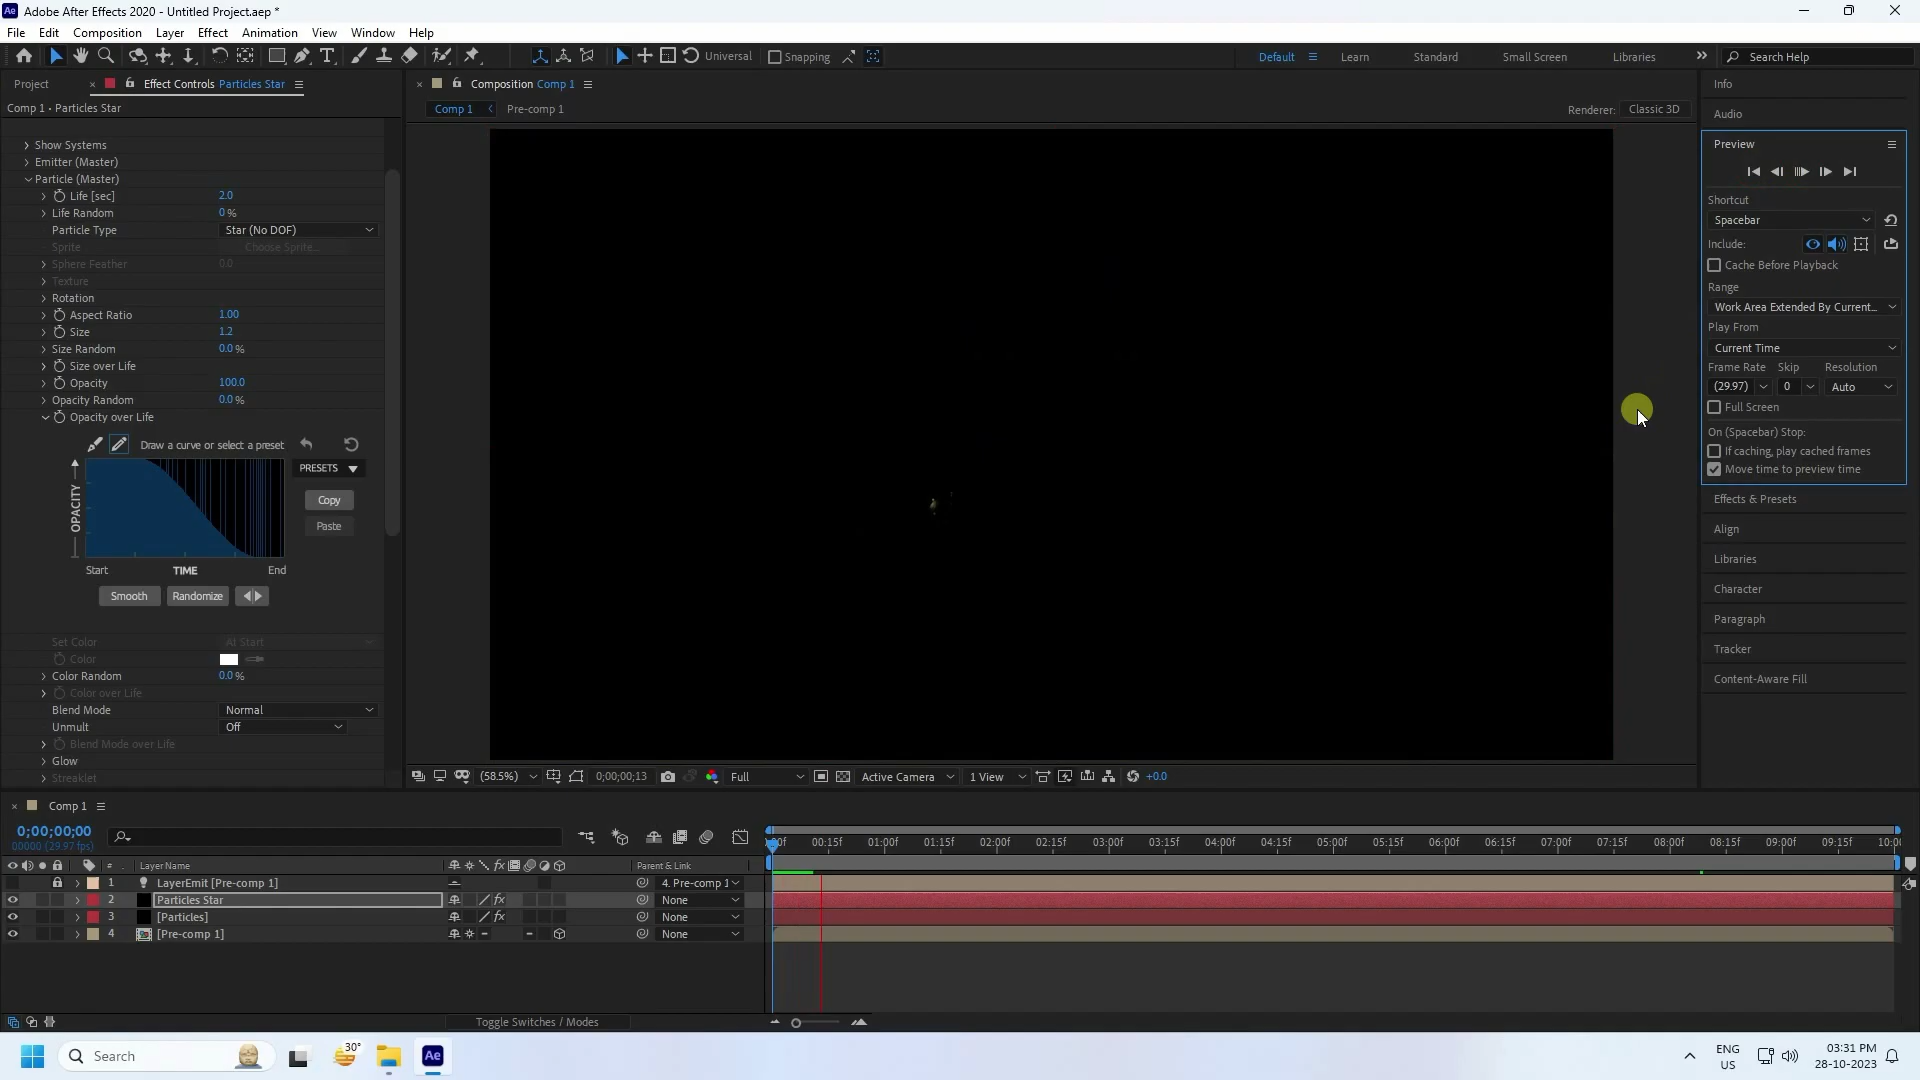 Adobe After Effects 2020 - Untitled Project.aep *
File Edit Composition Layer Effect Animation View Window Help
Universal Snapping Default Learn Standard Small Screen Libraries Search Help
Project Effect Controls Particles Star
Comp 1 • Particles Star
Show Systems
Emitter (Master)
Particle (Master)
Life [sec] 2.0
Life Random 0 %
Particle Type Star (No DOF)
Sprite Choose Sprite...
Sphere Feather 0.0
Texture
Rotation
Aspect Ratio 1.00
Size 1.2
Size Random 0.0 %
Size over Life
Opacity 100.0
Opacity Random 0.0 %
Opacity over Life
Draw a curve or select a preset
PRESETS
OPACITY
Copy
Paste
Start TIME End
Smooth Randomize
Set Color At Start
Color
Color Random 0.0 %
Color over Life
Blend Mode Normal
Unmult Off
Blend Mode over Life
Glow
Streaklet
Composition Comp 1
Comp 1 Pre-comp 1
Renderer: Classic 3D
(58.5%) 0;00;00;13 Full Active Camera 1 View +0.0
Info
Audio
Preview
Shortcut
Spacebar
Include:
Cache Before Playback
Range
Work Area Extended By Current...
Play From
Current Time
Frame Rate Skip Resolution
(29.97) 0 Auto
Full Screen
On (Spacebar) Stop:
If caching, play cached frames
Move time to preview time
Effects & Presets
Align
Libraries
Character
Paragraph
Tracker
Content-Aware Fill
Comp 1
0;00;00;00
00000 (29.97 fps)
00f 00:15f 01:00f 01:15f 02:00f 02:15f 03:00f 03:15f 04:00f 04:15f 05:00f 05:15f 06:00f 06:15f 07:00f 07:15f 08:00f 08:15f 09:00f 09:15f 10:00
# Layer Name fx Parent & Link
1 LayerEmit [Pre-comp 1] 4. Pre-comp 1
2 Particles Star fx None
3 [Particles] fx None
4 [Pre-comp 1] None
Toggle Switches / Modes
Search 30° Ae
ENG
US
03:31 PM
28-10-2023